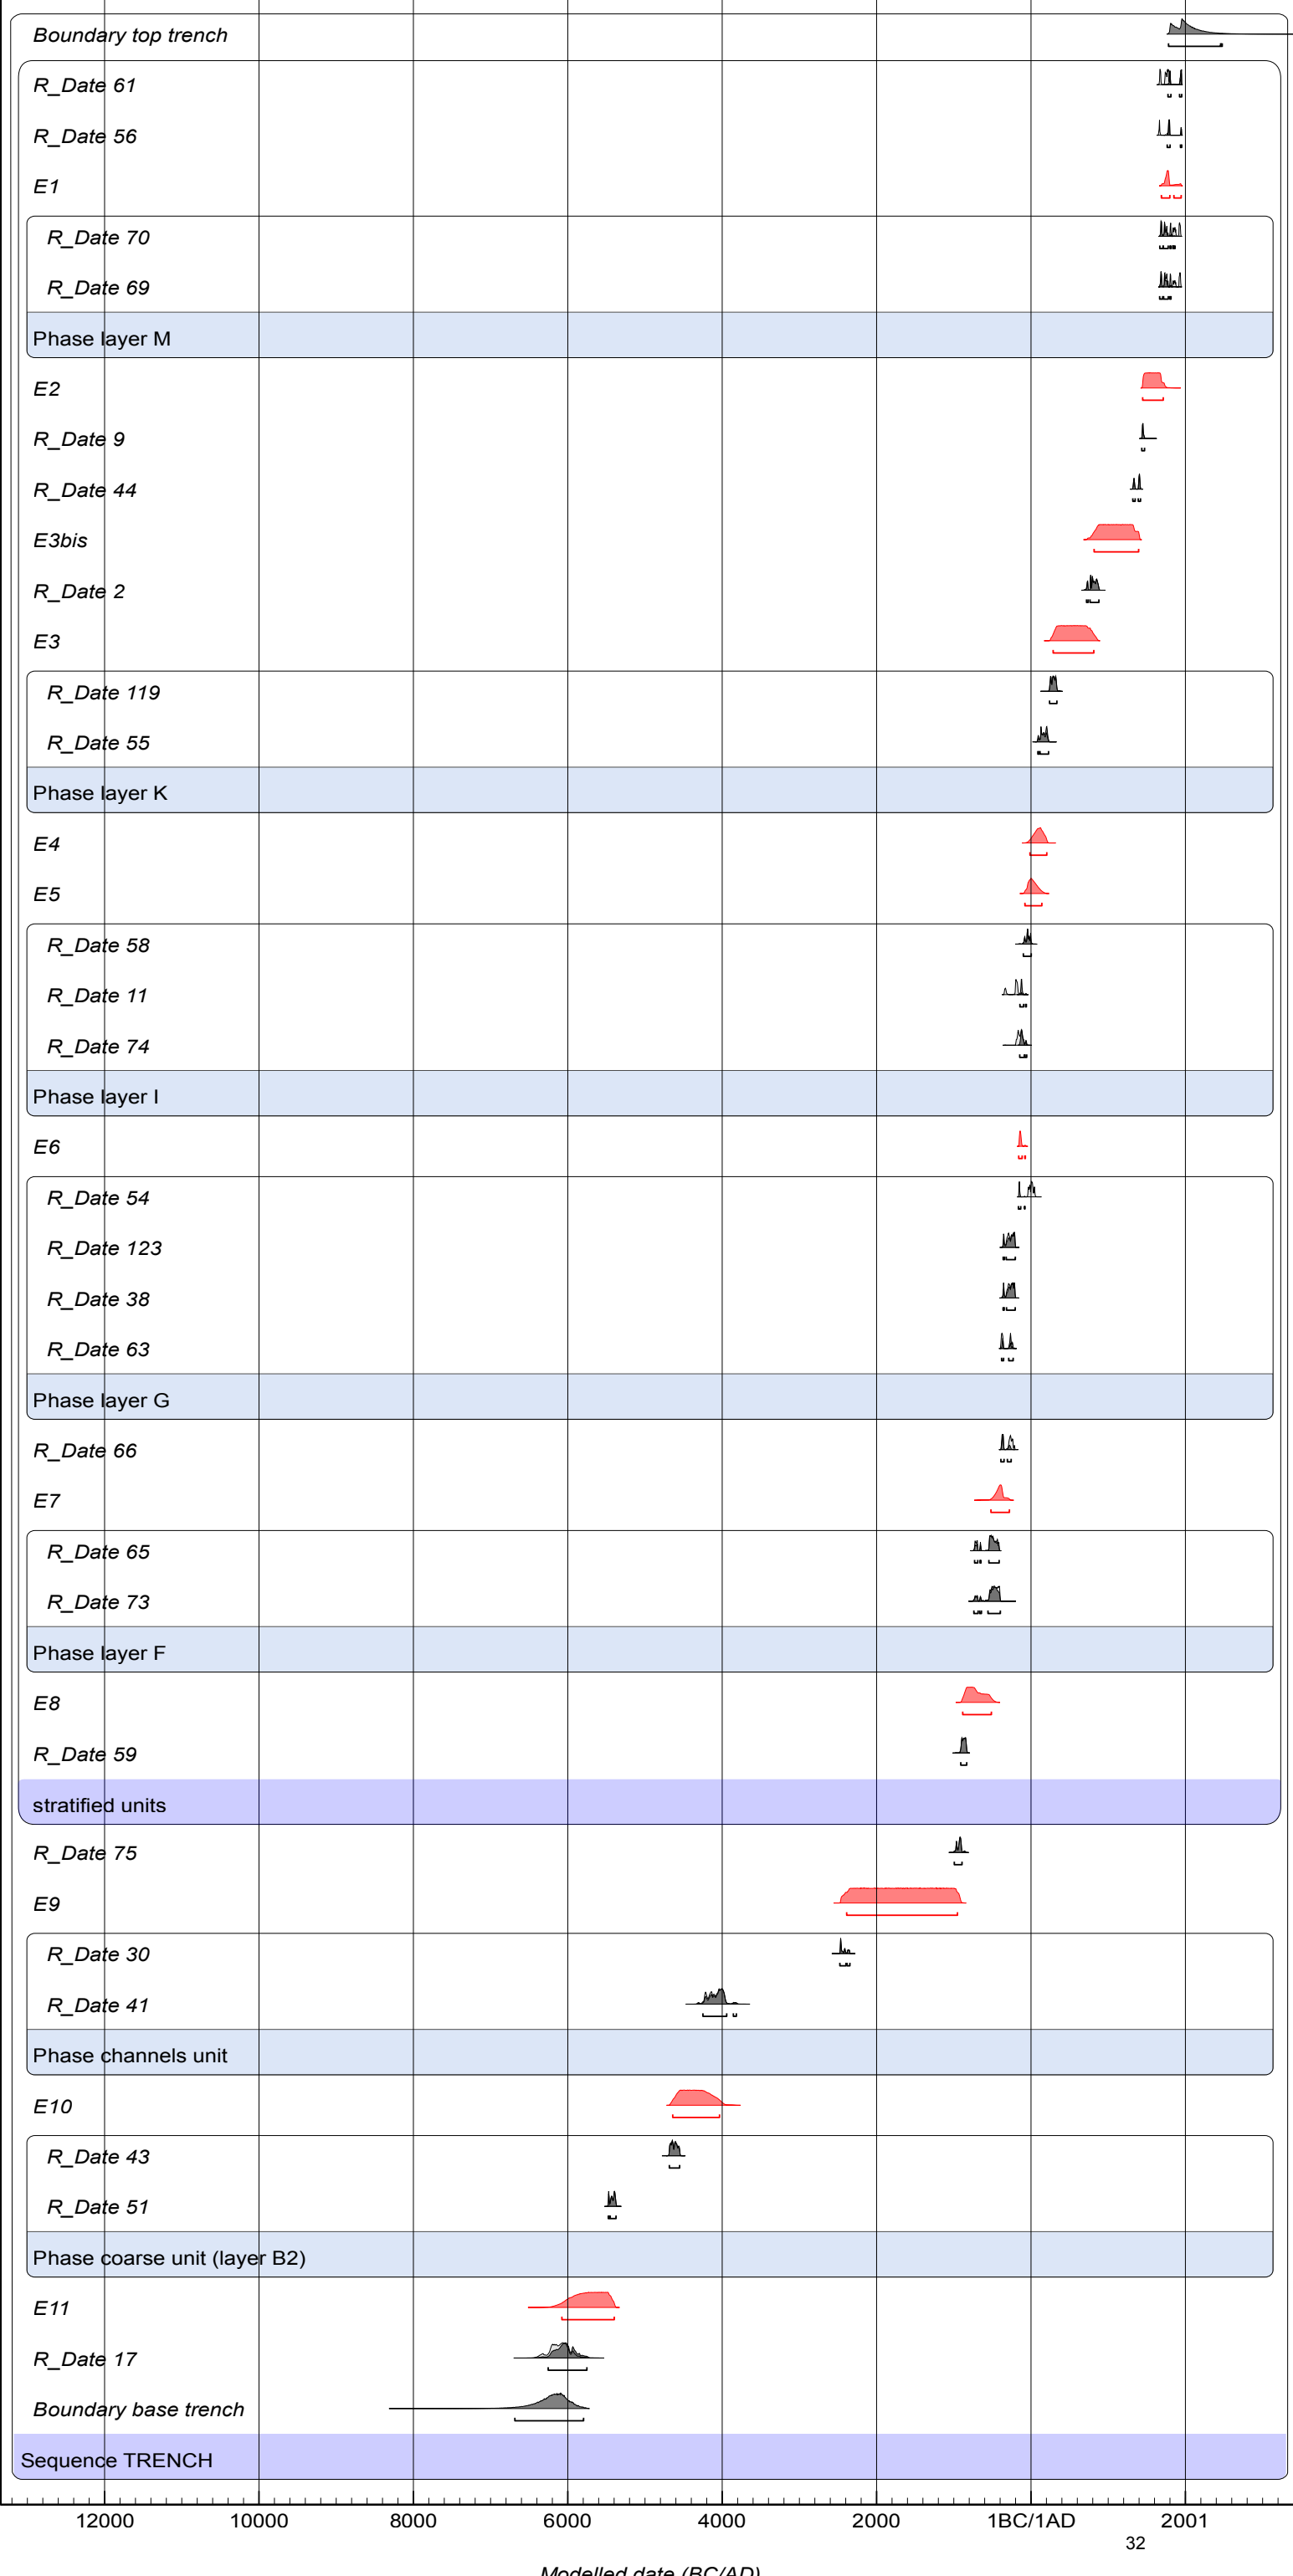 Boundary top trench
R_Date 61
R_Date 56
E1
R_Date 70
R_Date 69
Phase layer M
E2
R_Date 9
R_Date 44
E3bis
R_Date 2
E3
R_Date 119
R_Date 55
Phase layer K
E4
E5
R_Date 58
R_Date 11
R_Date 74
Phase layer I
E6
R_Date 54
R_Date 123
R_Date 38
R_Date 63
Phase layer G
R_Date 66
E7
R_Date 65
R_Date 73
Phase layer F
E8
R_Date 59
stratified units
R_Date 75
E9
R_Date 30
R_Date 41
Phase channels unit
E10
R_Date 43
R_Date 51
Phase coarse unit (layer B2)
E11
R_Date 17
Boundary base trench
Sequence TRENCH
12000 10000 8000 6000 4000 2000 1BC/1AD 2001
32
Modelled date (BC/AD)